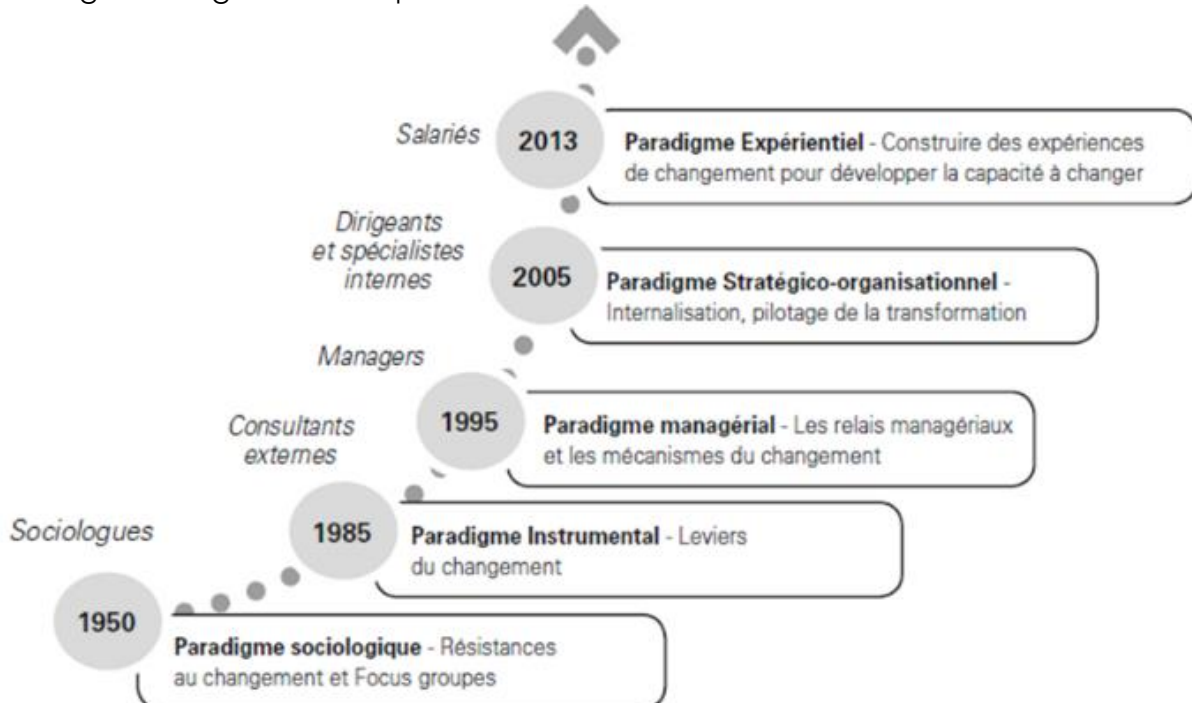 Salariés
2013
Paradigme Expérientiel - Construire des expériences
de changement pour développer la capacité à changer
Dirigeants
et spécialistes
internes
2005
Paradigme Stratégico-organisationnel -
Internalisation, pilotage de la transformation
Managers
1995
Paradigme managérial - Les relais managériaux
et les mécanismes du changement
Consultants
externes
1985
Paradigme Instrumental - Leviers
du changement
Sociologues
1950
Paradigme sociologique - Résistances
au changement et Focus groupes